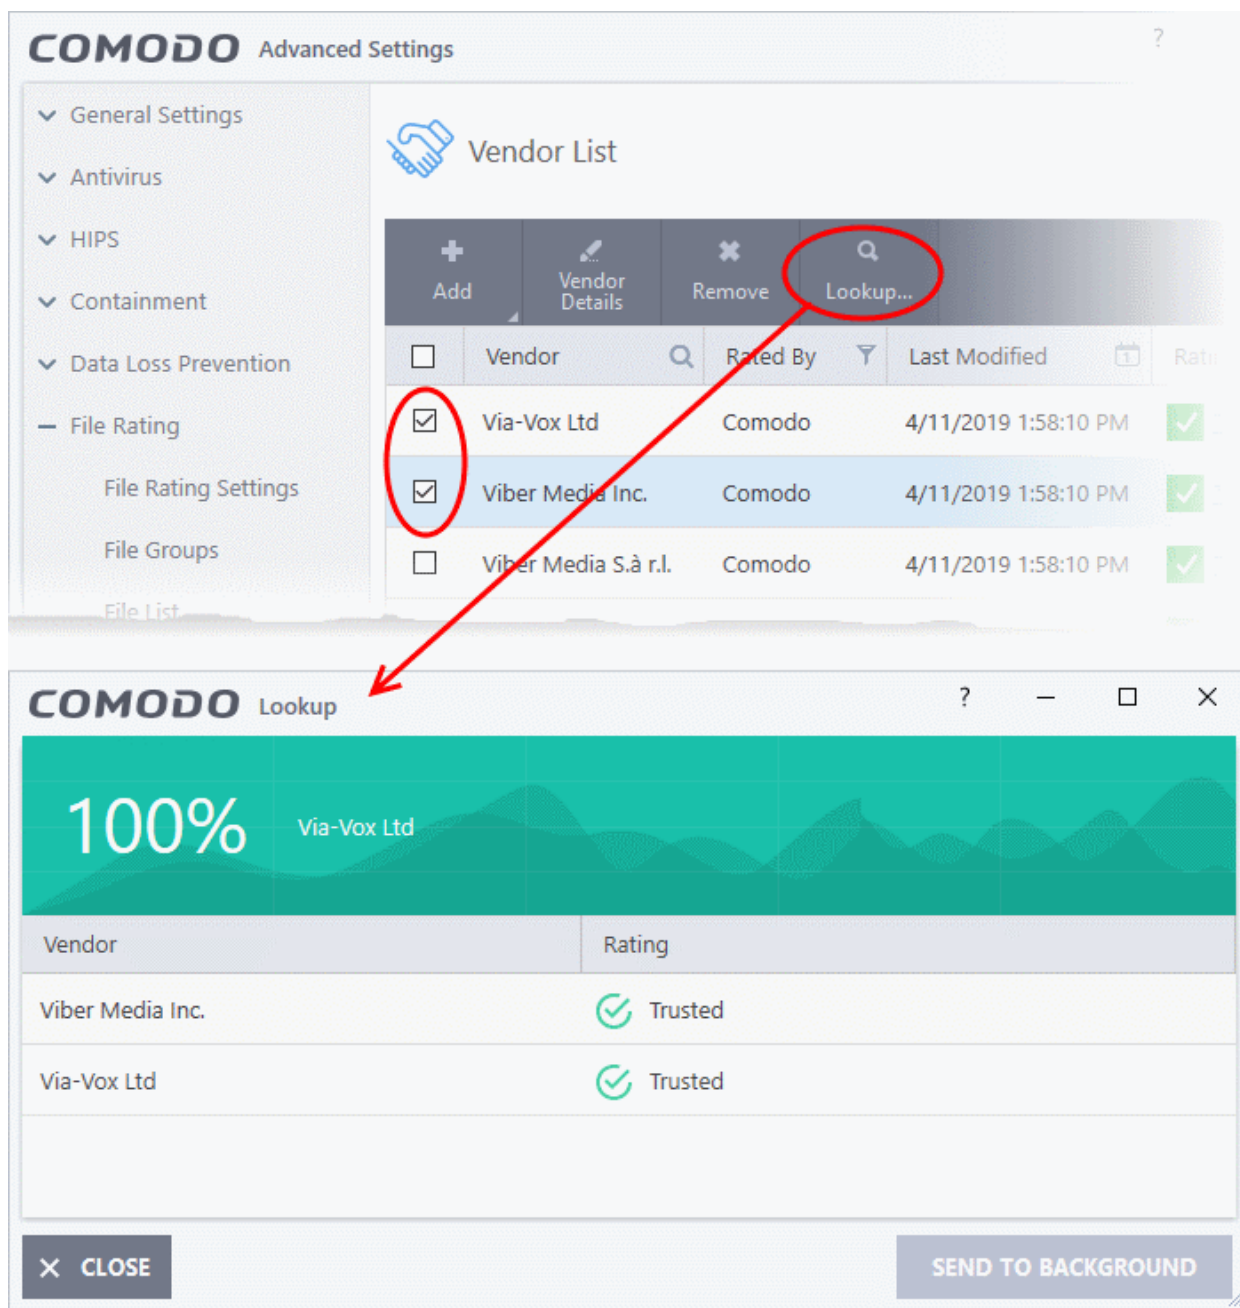 COMODO Advanced Settings ?
General Settings
Antivirus
HIPS
Containment
Data Loss Prevention
File Rating
File Rating Settings
File Groups
File List
Vendor List
Add
Vendor
Details
Remove
Lookup...
Vendor Rated By Last Modified
Via-Vox Ltd Comodo 4/11/2019 1:58:10 PM
Viber Media Inc. Comodo 4/11/2019 1:58:10 PM
Viber Media S.à r.l. Comodo 4/11/2019 1:58:10 PM
COMODO Lookup ?
100% Via-Vox Ltd
Vendor Rating
Viber Media Inc. Trusted
Via-Vox Ltd Trusted
CLOSE SEND TO BACKGROUND